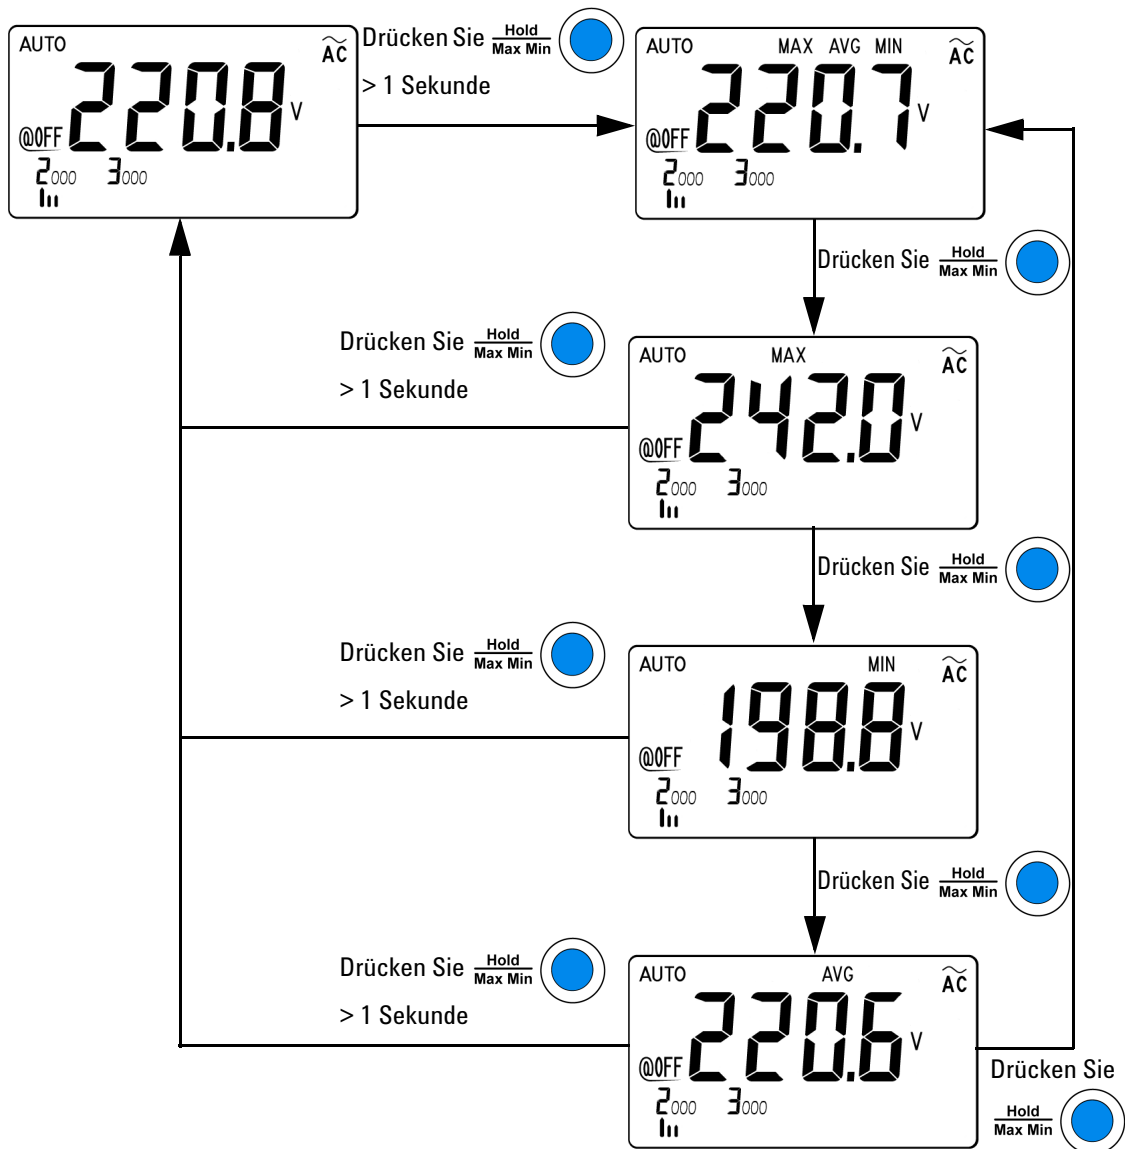 AUTO
AC
220.8 V
@OFF
2000 3000
Drücken Sie Hold
Max Min
> 1 Sekunde
AUTO MAX AVG MIN
AC
220.7 V
@OFF
2000 3000
Drücken Sie Hold
Max Min
Drücken Sie Hold
Max Min
> 1 Sekunde
AUTO MAX
AC
242.0 V
@OFF
2000 3000
Drücken Sie Hold
Max Min
Drücken Sie Hold
Max Min
> 1 Sekunde
AUTO MIN
AC
198.8 V
@OFF
2000 3000
Drücken Sie Hold
Max Min
Drücken Sie Hold
Max Min
> 1 Sekunde
AUTO AVG
AC
220.6 V
@OFF
2000 3000
Drücken Sie
Hold
Max Min